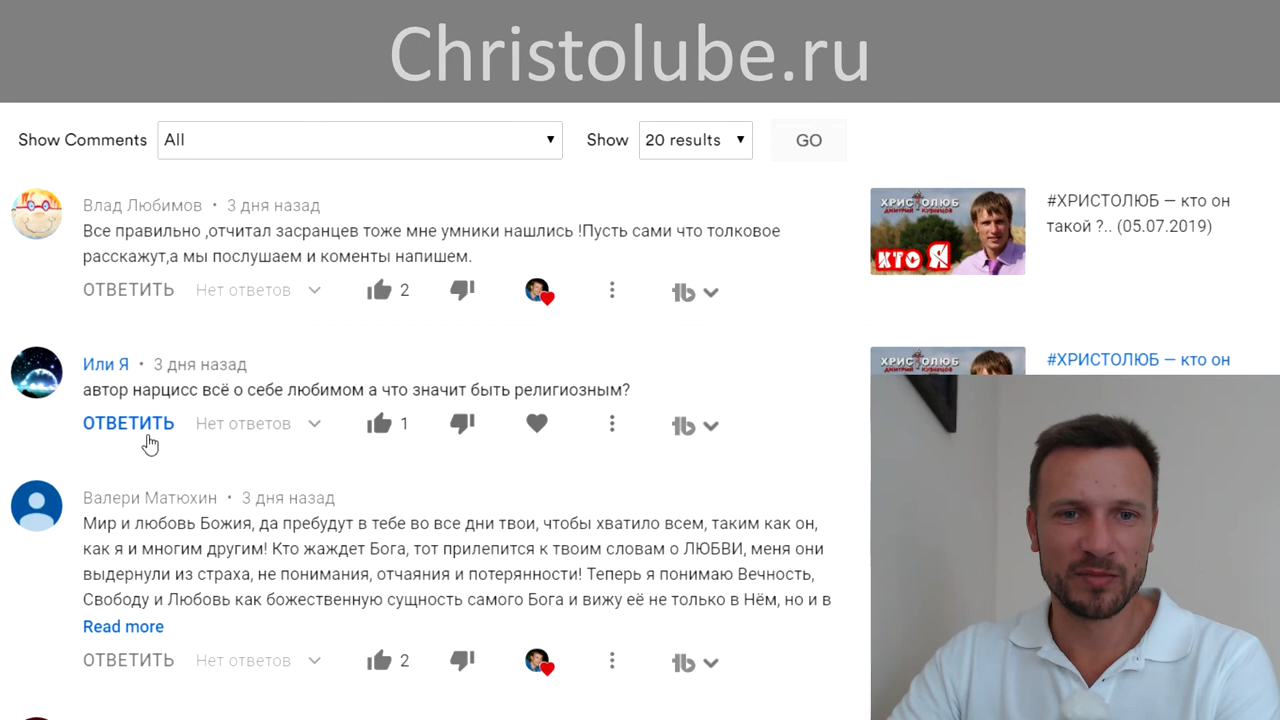 Christolube.ru
Show Comments All Show 20 results GO
Влад Любимов • 3 дня назад
Все правильно ,отчитал засранцев тоже мне умники нашлись !Пусть сами что толковое
расскажут,а мы послушаем и коменты напишем.
ОТВЕТИТЬ Нет ответов 2
ХРИСТОЛЮБ
ДМИТРИЙ КУЗНЕЦОВ
КТО Я
#ХРИСТОЛЮБ — кто он
такой ?.. (05.07.2019)
Или Я • 3 дня назад
автор нарцисс всё о себе любимом а что значит быть религиозным?
ОТВЕТИТЬ Нет ответов 1
ХРИСТОЛЮБ
#ХРИСТОЛЮБ — кто он
Валери Матюхин • 3 дня назад
Мир и любовь Божия, да пребудут в тебе во все дни твои, чтобы хватило всем, таким как он,
как я и многим другим! Кто жаждет Бога, тот прилепится к твоим словам о ЛЮБВИ, меня они
выдернули из страха, не понимания, отчаяния и потерянности! Теперь я понимаю Вечность,
Свободу и Любовь как божественную сущность самого Бога и вижу её не только в Нём, но и в
Read more
ОТВЕТИТЬ Нет ответов 2